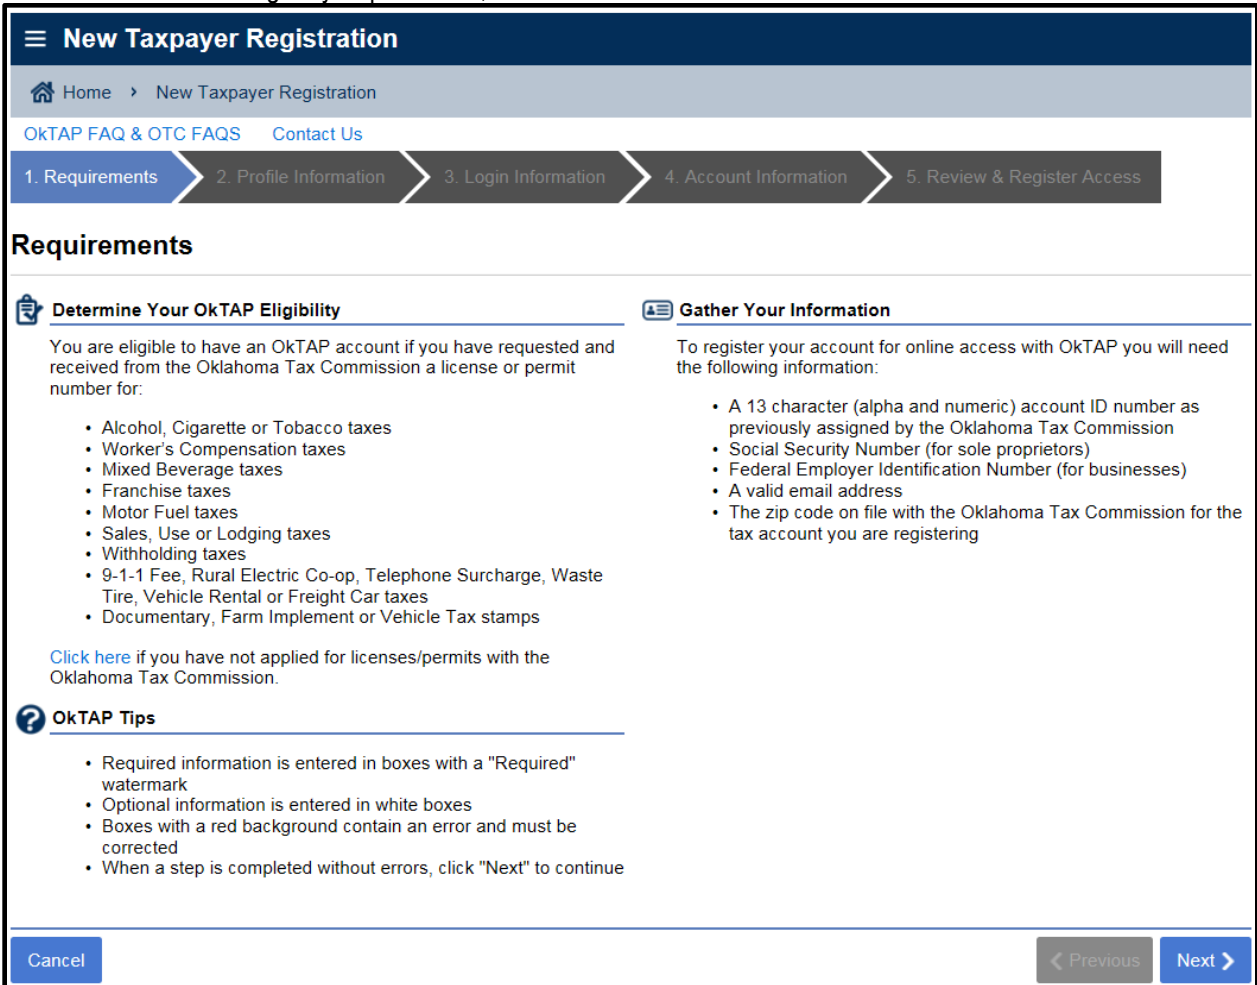 New Taxpayer Registration
Home › New Taxpayer Registration
OkTAP FAQ & OTC FAQS Contact Us
1. Requirements 2. Profile Information 3. Login Information 4. Account Information 5. Review & Register Access
Requirements
Determine Your OkTAP Eligibility
You are eligible to have an OkTAP account if you have requested and
received from the Oklahoma Tax Commission a license or permit
number for:
• Alcohol, Cigarette or Tobacco taxes
• Worker's Compensation taxes
• Mixed Beverage taxes
• Franchise taxes
• Motor Fuel taxes
• Sales, Use or Lodging taxes
• Withholding taxes
• 9-1-1 Fee, Rural Electric Co-op, Telephone Surcharge, Waste
Tire, Vehicle Rental or Freight Car taxes
• Documentary, Farm Implement or Vehicle Tax stamps
Click here if you have not applied for licenses/permits with the
Oklahoma Tax Commission.
OkTAP Tips
• Required information is entered in boxes with a "Required"
watermark
• Optional information is entered in white boxes
• Boxes with a red background contain an error and must be
corrected
• When a step is completed without errors, click "Next" to continue
Gather Your Information
To register your account for online access with OkTAP you will need
the following information:
• A 13 character (alpha and numeric) account ID number as
previously assigned by the Oklahoma Tax Commission
• Social Security Number (for sole proprietors)
• Federal Employer Identification Number (for businesses)
• A valid email address
• The zip code on file with the Oklahoma Tax Commission for the
tax account you are registering
Cancel
Previous Next